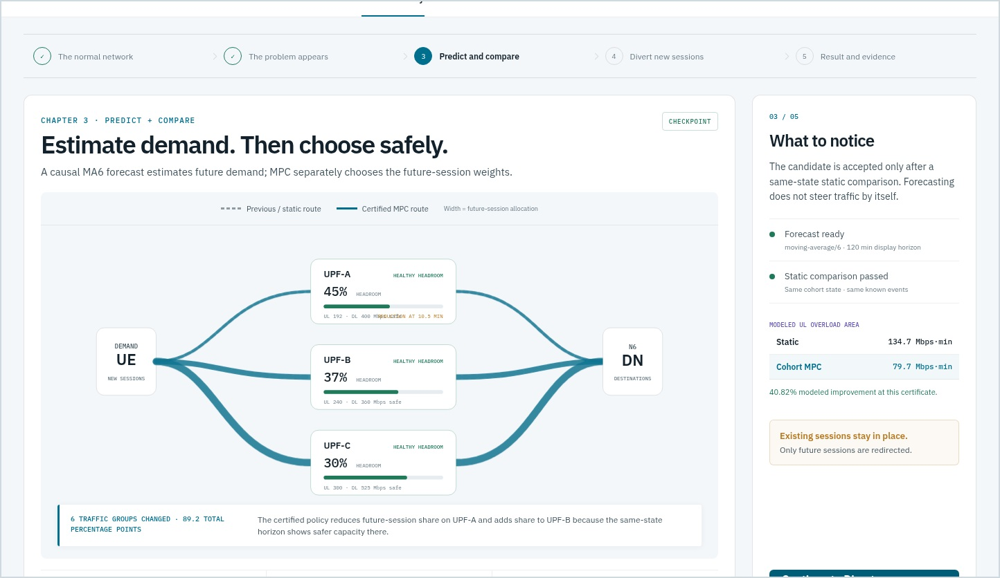 ✓ The normal network
✓ The problem appears
3 Predict and compare
4 Divert new sessions
5 Result and evidence
CHAPTER 3 · PREDICT + COMPARE
CHECKPOINT
Estimate demand. Then choose safely.
A causal MA6 forecast estimates future demand; MPC separately chooses the future-session weights.
Previous / static route
Certified MPC route
Width = future-session allocation
DEMAND
UE
NEW SESSIONS
UPF-A
HEALTHY HEADROOM
45% HEADROOM
UL 192 · DL 400 Mbps safe
REDUCTION AT 10.5 MIN
UPF-B
HEALTHY HEADROOM
37% HEADROOM
UL 240 · DL 360 Mbps safe
UPF-C
HEALTHY HEADROOM
30% HEADROOM
UL 300 · DL 525 Mbps safe
N6
DN
DESTINATIONS
6 TRAFFIC GROUPS CHANGED · 89.2 TOTAL
PERCENTAGE POINTS
The certified policy reduces future-session share on UPF-A and adds share to UPF-B because the same-state
horizon shows safer capacity there.
03 / 05
What to notice
The candidate is accepted only after a
same-state static comparison. Forecasting
does not steer traffic by itself.
Forecast ready
moving-average/6 · 120 min display horizon
Static comparison passed
Same cohort state · same known events
MODELED UL OVERLOAD AREA
Static 134.7 Mbps·min
Cohort MPC 79.7 Mbps·min
40.82% modeled improvement at this certificate.
Existing sessions stay in place.
Only future sessions are redirected.